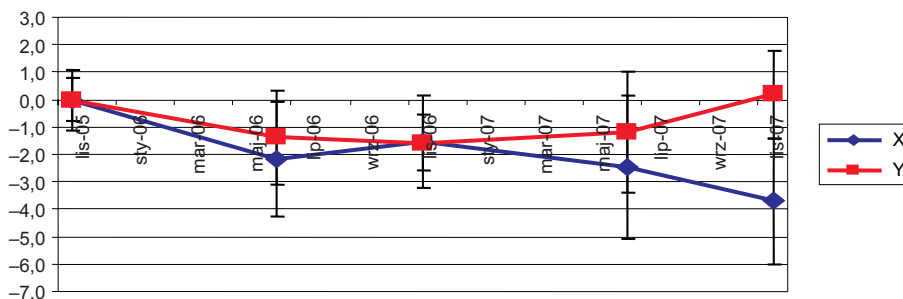 3,0
2,0
1,0
0,0
–1,0
–2,0
–3,0
–4,0
–5,0
–6,0
–7,0
lis-05
sty-06
mar-06
maj-06
lip-06
wrz-06
lis-06
sty-07
mar-07
maj-07
lip-07
wrz-07
lis-07
X
Y